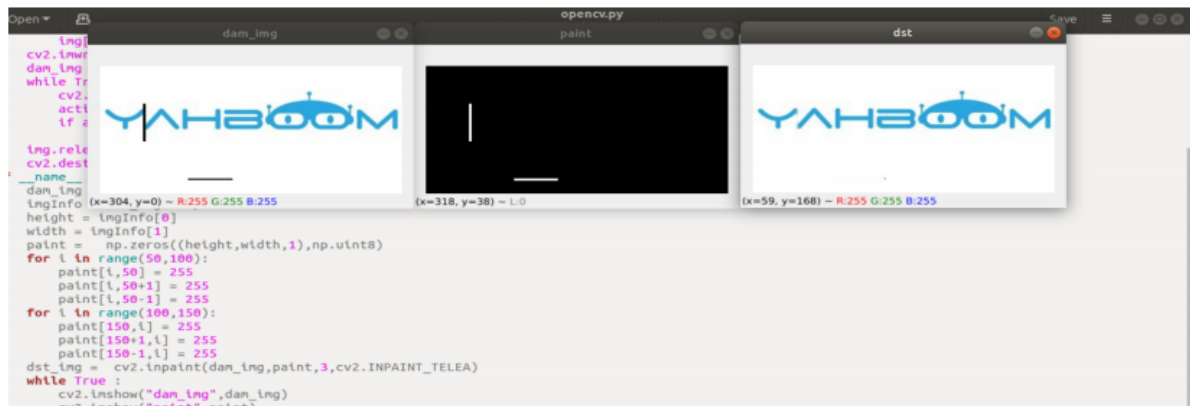 Open
opencv.py
Save
dam_img
paint
dst
img[
cv2.imwr
dam_img
while Tr
cv2.
acti
if a
YAHBOOM
YAHBOOM
img.rele
cv2.dest
__name__
dam_img
imgInfo
(x=304, y=0) ~ R:255 G:255 B:255
(x=318, y=38) ~ L:0
(x=59, y=168) ~ R:255 G:255 B:255
height = imgInfo[0]
width = imgInfo[1]
paint =   np.zeros((height,width,1),np.uint8)
for i in range(50,100):
paint[i,50] = 255
paint[i,50+1] = 255
paint[i,50-1] = 255
for i in range(100,150):
paint[150,i] = 255
paint[150+1,i] = 255
paint[150-1,i] = 255
dst_img =  cv2.inpaint(dam_img,paint,3,cv2.INPAINT_TELEA)
while True :
cv2.imshow("dam_img",dam_img)